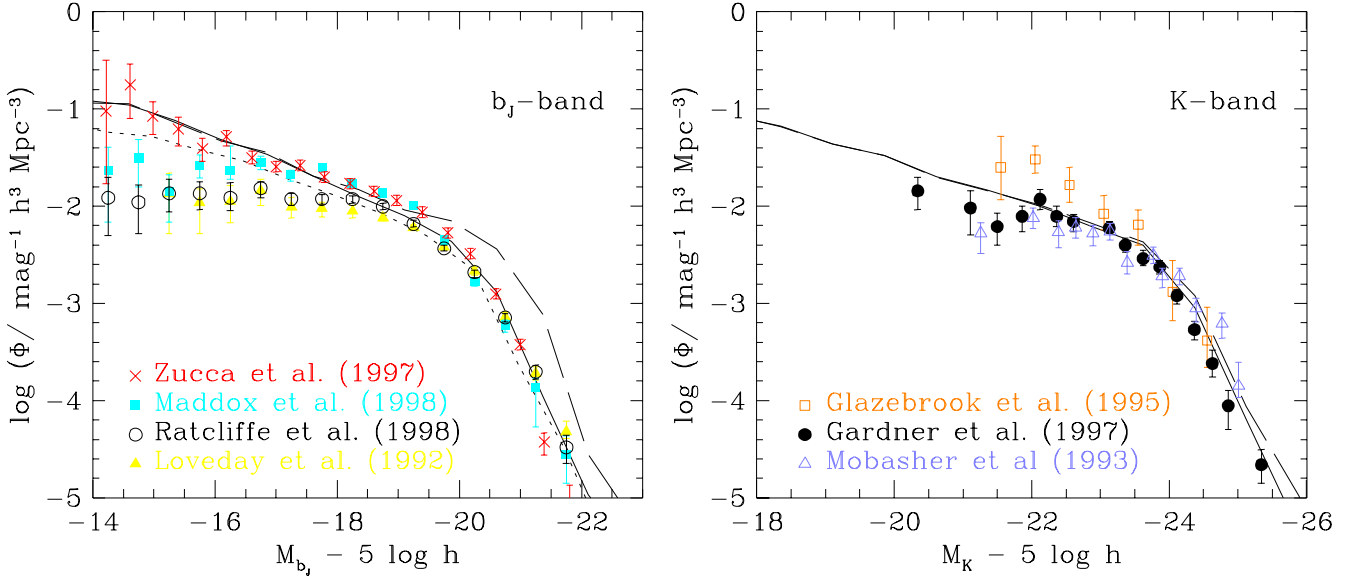 0
−1
−2
−3
−4
−5
log (Φ/ mag⁻¹ h³ Mpc⁻³)
b_J−band
Zucca et al. (1997)
Maddox et al. (1998)
Ratcliffe et al. (1998)
Loveday et al. (1992)
−14 −16 −18 −20 −22
M_bJ − 5 log h
0
−1
−2
−3
−4
−5
log (Φ/ mag⁻¹ h³ Mpc⁻³)
K−band
Glazebrook et al. (1995)
Gardner et al. (1997)
Mobasher et al (1993)
−18 −20 −22 −24 −26
M_K − 5 log h